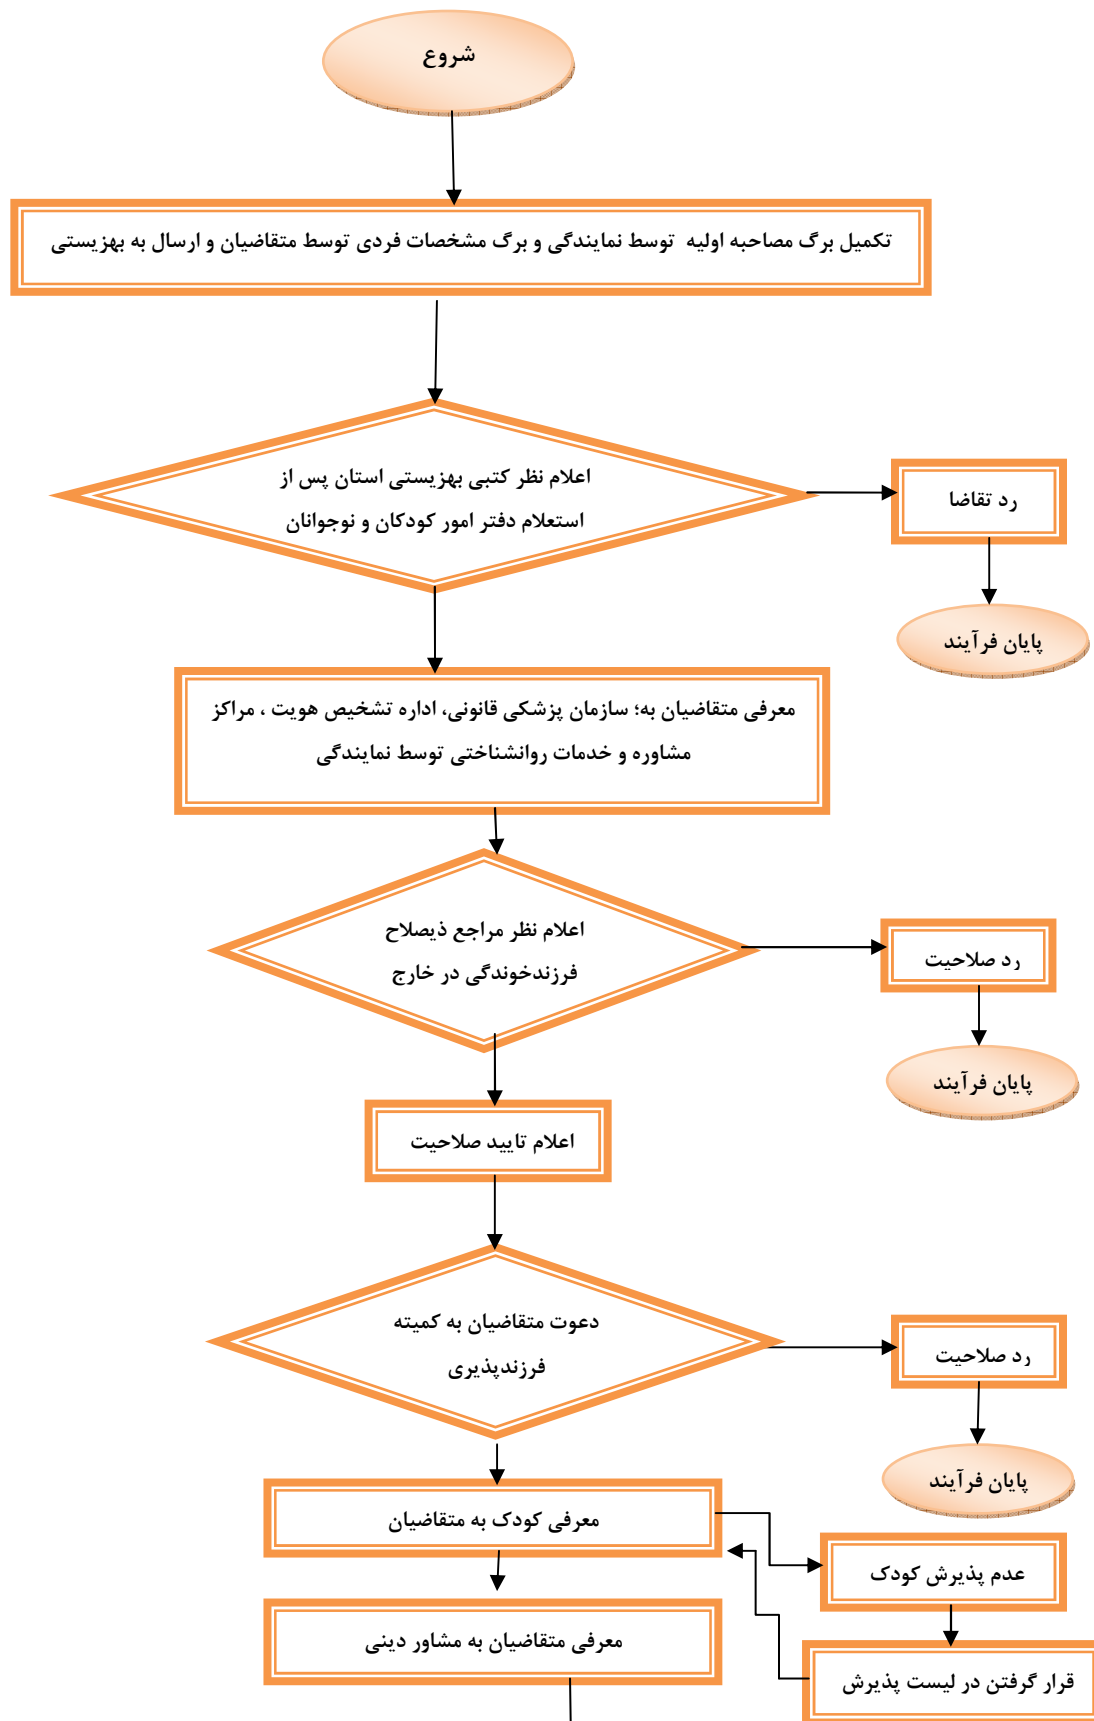 شروع
تکمیل برگ مصاحبه اولیه توسط نمایندگی و برگ مشخصات فردی توسط متقاضیان و ارسال به بهزیستی
اعلام نظر کتبی بهزیستی استان پس از
استعلام دفتر امور کودکان و نوجوانان
رد تقاضا
پایان فرآیند
معرفی متقاضیان به؛ سازمان پزشکی قانونی، اداره تشخیص هویت ، مراکز
مشاوره و خدمات روانشناختی توسط نمایندگی
اعلام نظر مراجع ذیصلاح
فرزندخوندگی در خارج
رد صلاحیت
پایان فرآیند
اعلام تایید صلاحیت
دعوت متقاضیان به کمیته
فرزندپذیری
رد صلاحیت
پایان فرآیند
معرفی کودک به متقاضیان
عدم پذیرش کودک
معرفی متقاضیان به مشاور دینی
قرار گرفتن در لیست پذیرش